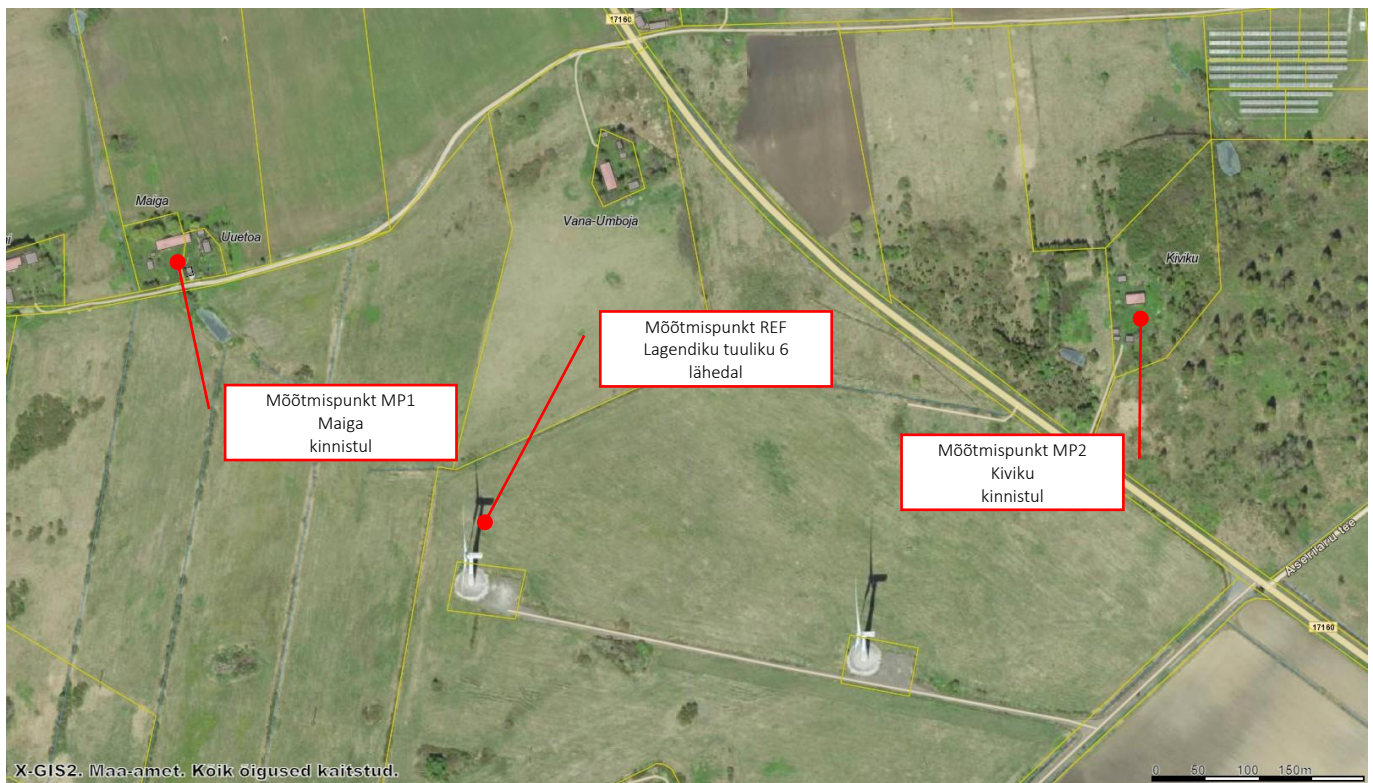 17160
Maiga
Uuetoa
Vana-Umboja
Kiviku
Mõõtmispunkt REF
Lagendiku tuuliku 6
lähedal
Mõõtmispunkt MP1
Maiga
kinnistul
Mõõtmispunkt MP2
Kiviku
kinnistul
Aserilaru tee
17160
X-GIS2. Maa-amet. Kõik õigused kaitstud.
0 50 100 150m